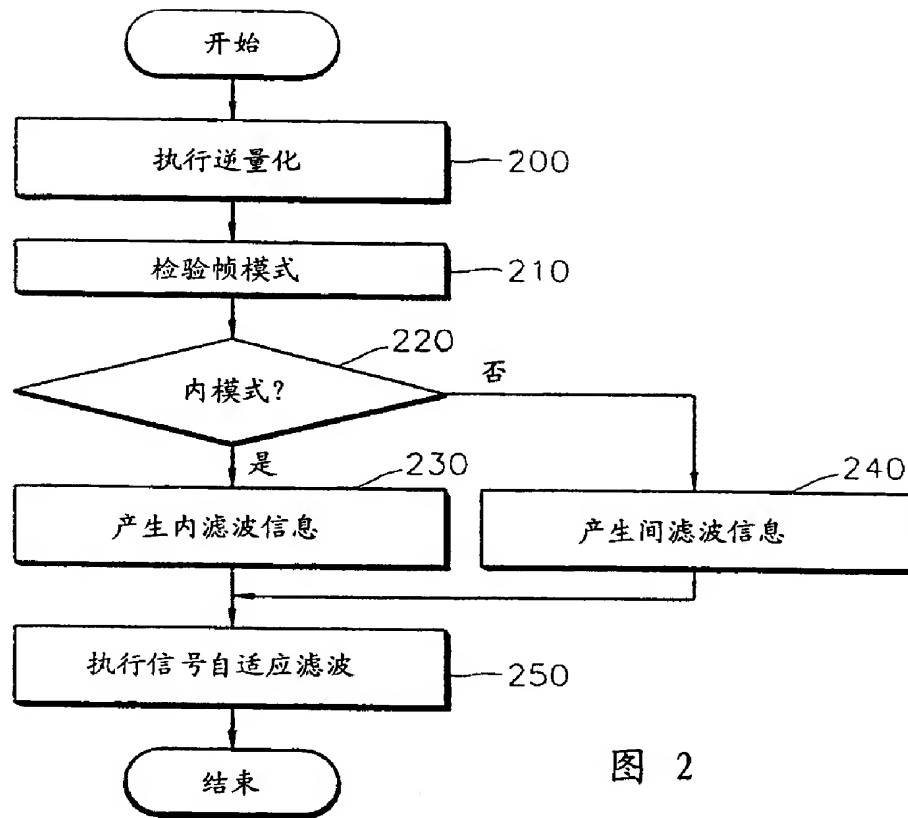 开始
执行逆量化
200
检验帧模式
210
220
内模式?
否
是
230
240
产生内滤波信息
产生间滤波信息
执行信号自适应滤波
250
结束
图 2